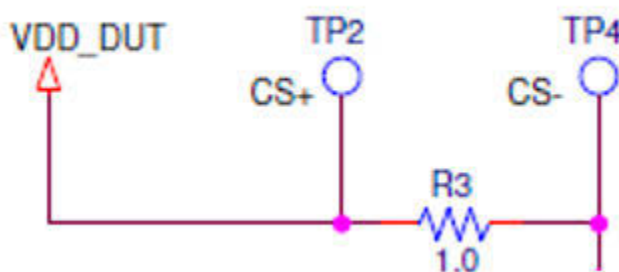 VDD_DUT
TP2
TP4
CS+
CS-
R3
1.0